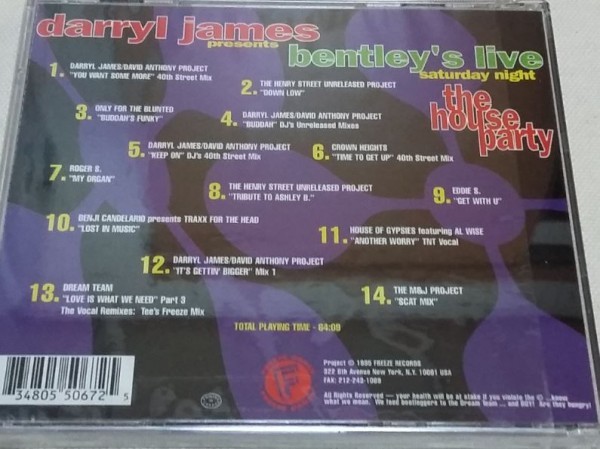 darryl james
presents
bentley's live
saturday night
the
house
party
1. DARRYL JAMES/DAVID ANTHONY PROJECT
"YOU WANT SOME MORE" 40th Street Mix
2. THE HENRY STREET UNRELEASED PROJECT
"DOWN LOW"
3. ONLY FOR THE BLUNTED
"BUDDAH'S FUNKY"
4. DARRYL JAMES/DAVID ANTHONY PROJECT
"BUDDAH" DJ's Unreleased Mixes
5. DARRYL JAMES/DAVID ANTHONY PROJECT
"KEEP ON" DJ's 40th Street Mix
6. CROWN HEIGHTS
"TIME TO GET UP" 40th Street Mix
7. ROGER S.
"MY ORGAN"
8. THE HENRY STREET UNRELEASED PROJECT
"TRIBUTE TO ASHLEY B."
9. EDDIE S.
"GET WITH U"
10. BENJI CANDELARIO presents TRAXX FOR THE HEAD
"LOST IN MUSIC"
11. HOUSE OF GYPSIES featuring AL WISE
"ANOTHER WORRY" TNT Vocal
12. DARRYL JAMES/DAVID ANTHONY PROJECT
"IT'S GETTIN' BIGGER" Mix 1
13. DREAM TEAM
"LOVE IS WHAT WE NEED" Part 3
The Vocal Remixes: Tee's Freeze Mix
14. THE M&J PROJECT
"SCAT MIX"
TOTAL PLAYING TIME - 64:09
Project ℗ 1995 FREEZE RECORDS
322 8th Avenue New York, N.Y. 10001 USA
FAX: 212-243-1069
All Rights Reserved — your health will be at stake if you violate the © ...know
what we mean. We feed bootleggers to the Dream Team ... and BOY! Are they hungry!
34805 50672 5
F